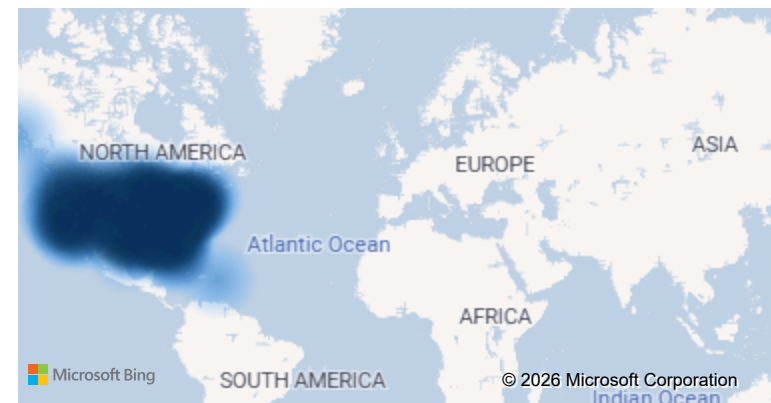 NORTH AMERICA
ASIA
EUROPE
Atlantic Ocean
AFRICA
Microsoft Bing
SOUTH AMERICA
© 2026 Microsoft Corporation
Indian Ocean